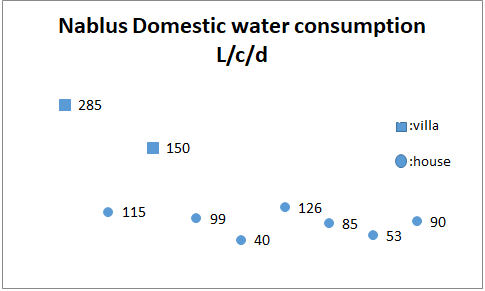 Nablus Domestic water consumption
L/c/d
285
:villa
150
:house
115
99
126
40
85
53
90